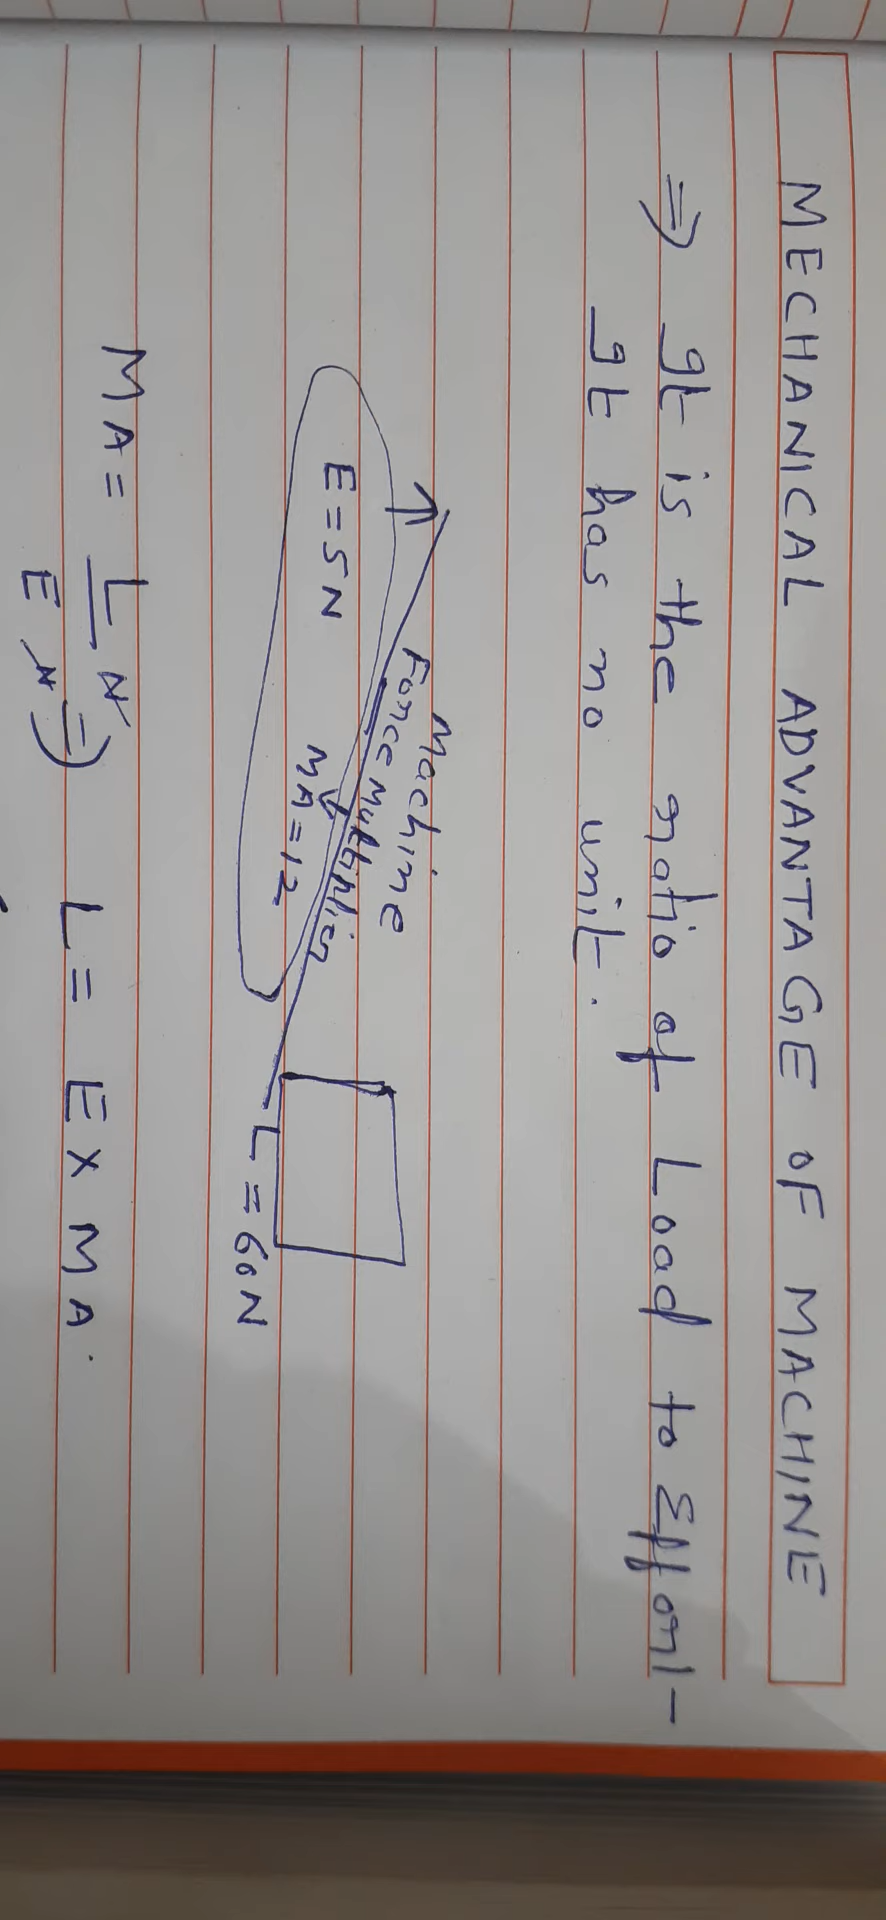 MECHANICAL ADVANTAGE OF MACHINE
⇒ It is the ratio of Load to Effort
It has no unit.
Machine
Force Multiplier
E = 5N
MA = 12
L = 60N
MA = L N / E N ⇒ L = E × MA.